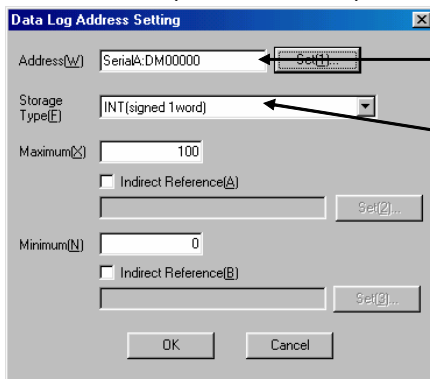 Data Log Address Setting
Address(W) SerialA:DM00000 Set(1)...
Storage
Type(F) INT(signed 1word)
Maximum(X) 100
Indirect Reference(A)
Set(2)...
Minimum(N) 0
Indirect Reference(B)
Set(3)...
OK Cancel